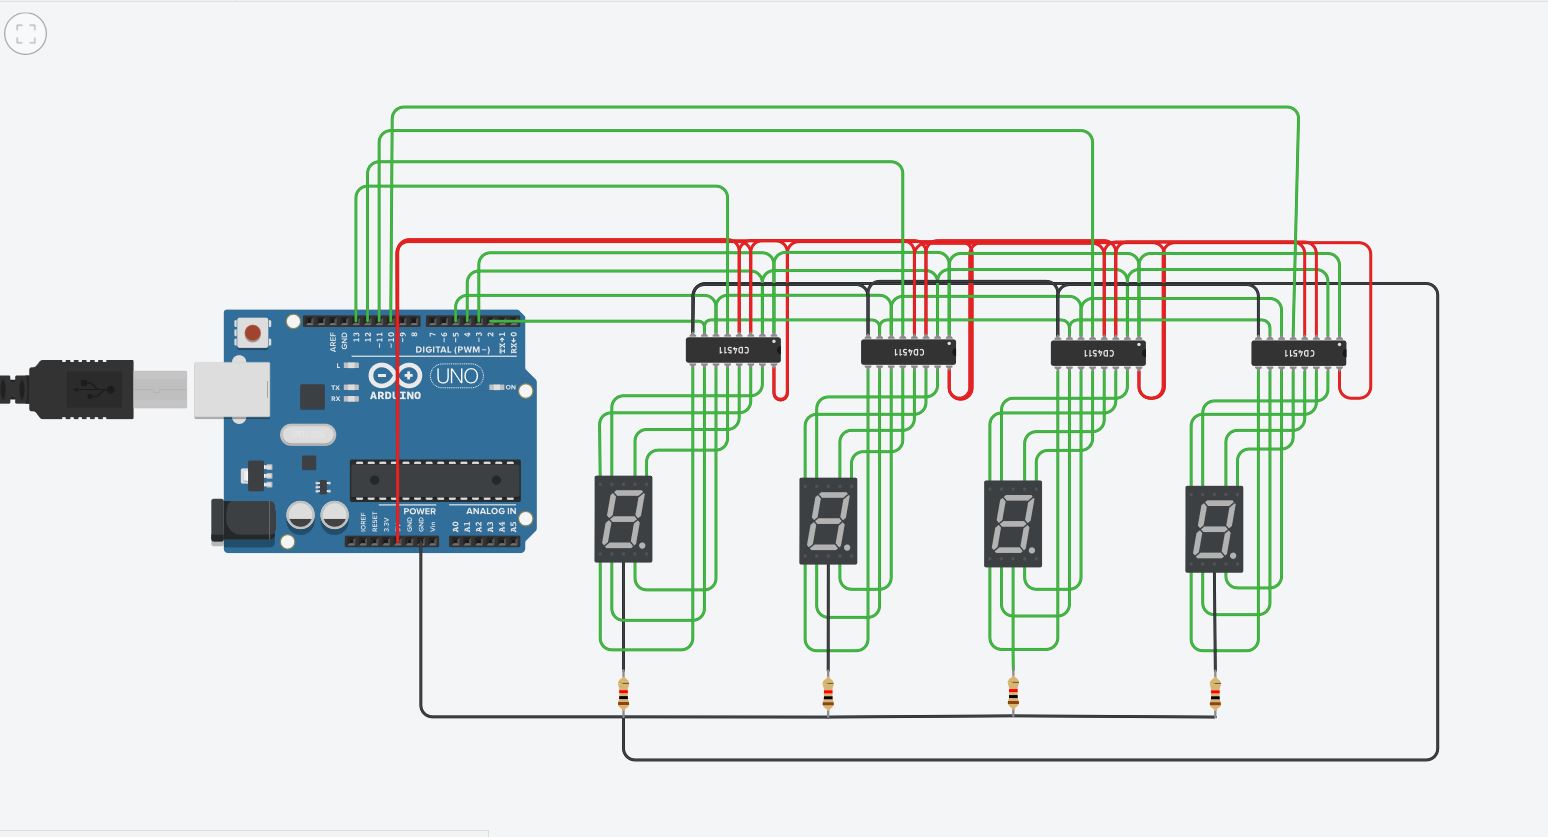 AREF
GND
13
12
~11
~10
~9
8
7
~6
~5
4
~3
2
TX→1
RX←0
DIGITAL (PWM~)
L
TX
RX
ON
UNO
ARDUINO
CD4511
CD4511
CD4511
CD4511
POWER
ANALOG IN
IOREF
RESET
3.3V
GND
GND
Vin
A0
A1
A2
A3
A4
A5